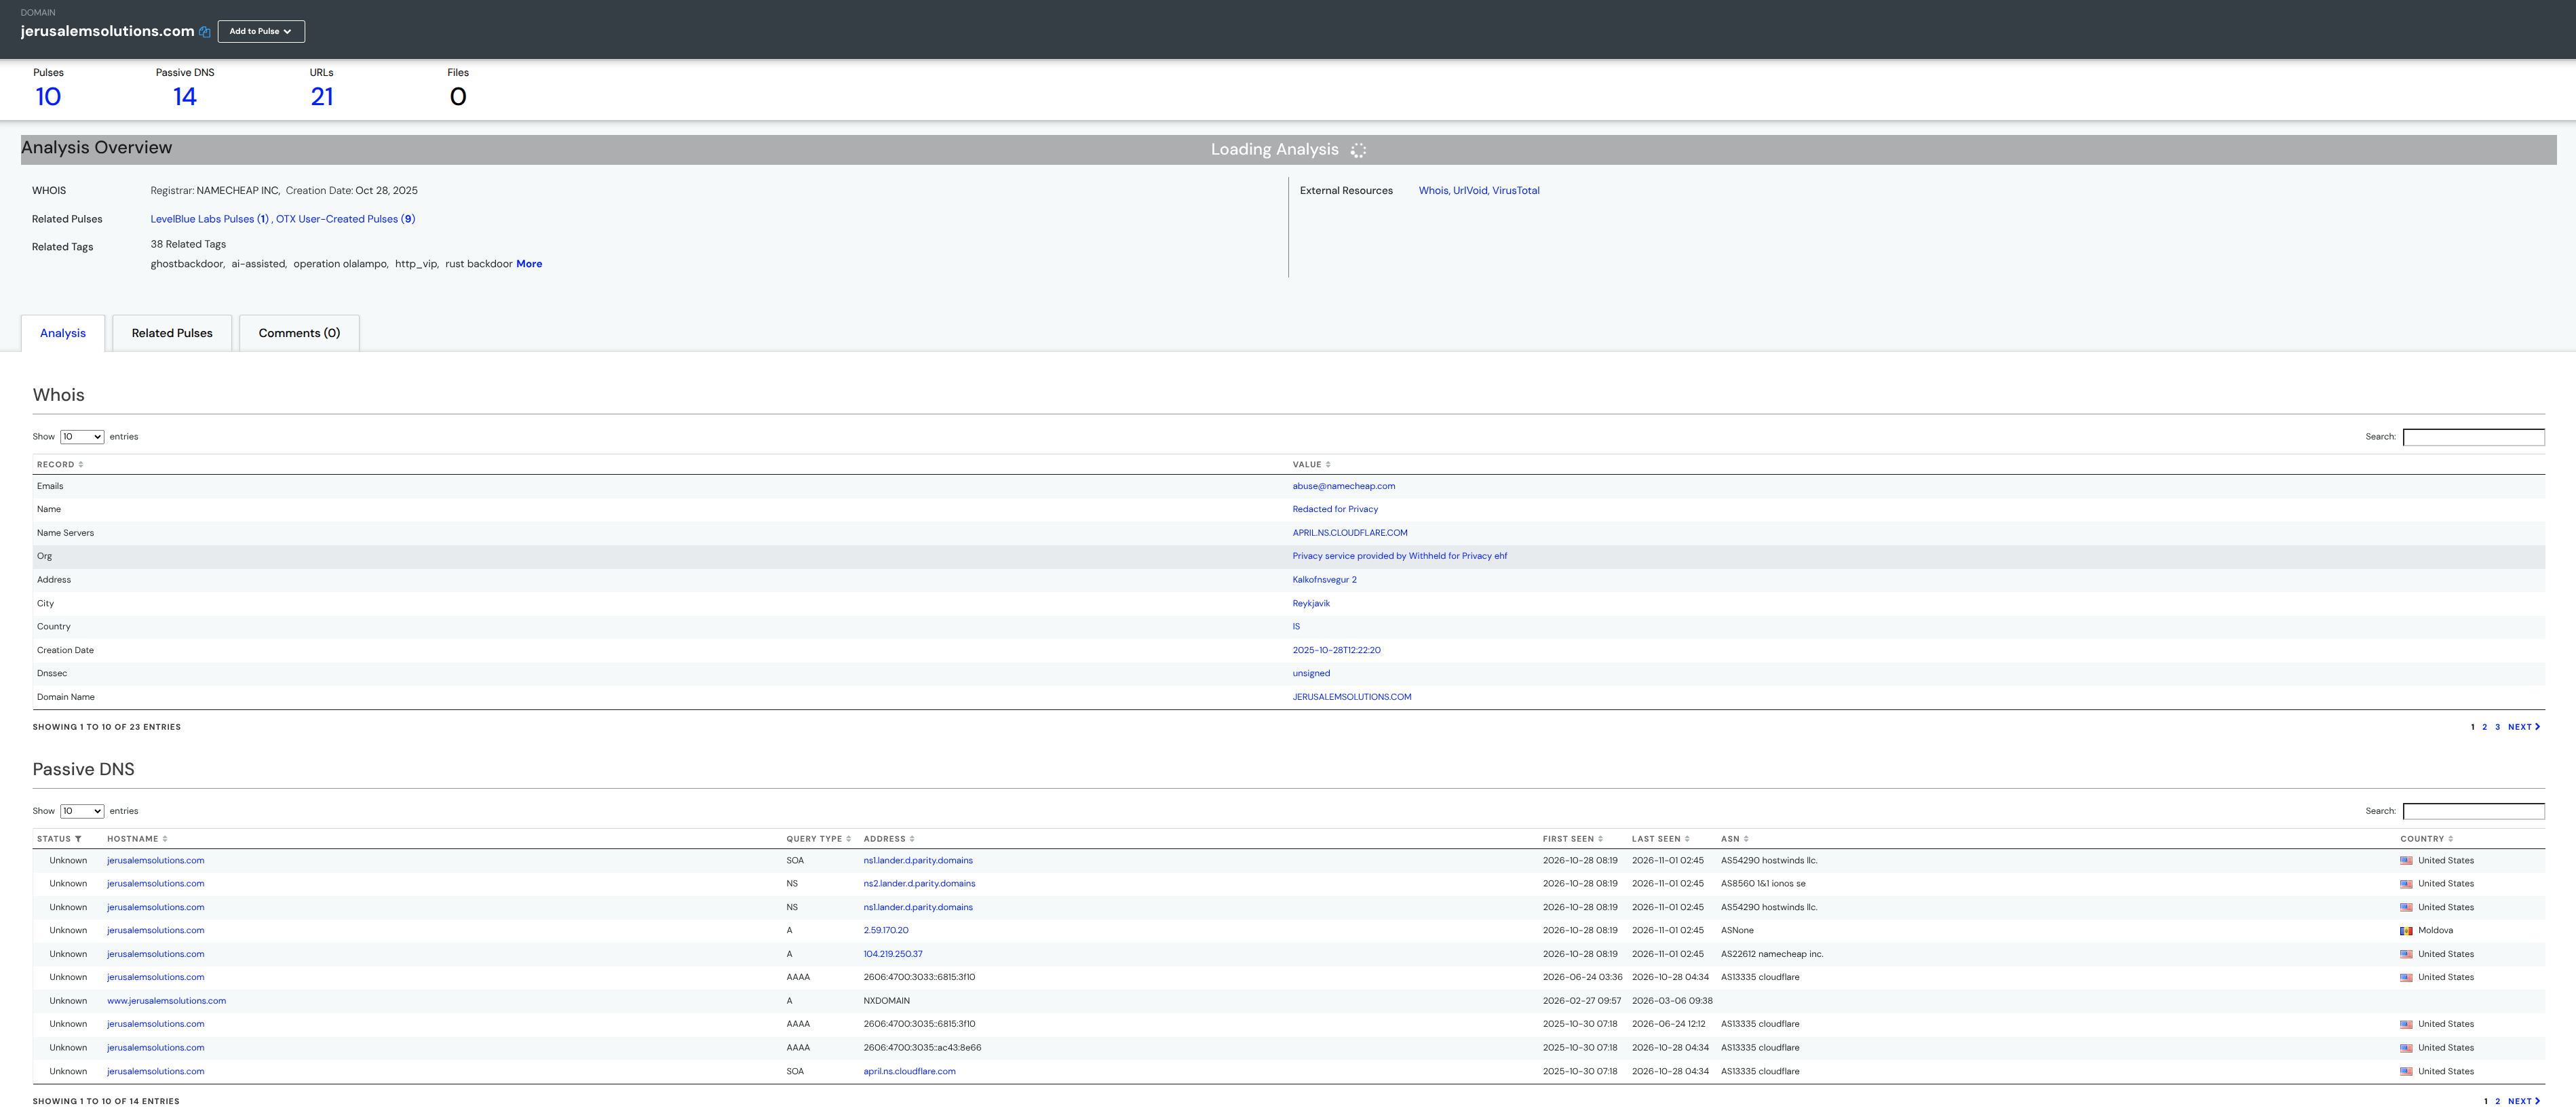 DOMAIN
jerusalemsolutions.com Add to Pulse
Pulses Passive DNS URLs Files
10 14 21 0
Analysis Overview Loading Analysis
WHOIS Registrar: NAMECHEAP INC, Creation Date: Oct 28, 2025 External Resources Whois, UrlVoid, VirusTotal
Related Pulses LevelBlue Labs Pulses (1) , OTX User-Created Pulses (9)
Related Tags 38 Related Tags
ghostbackdoor, ai-assisted, operation olalampo, http_vip, rust backdoor More
Analysis Related Pulses Comments (0)
Whois
Show 10 entries Search:
RECORD VALUE
Emails abuse@namecheap.com
Name Redacted for Privacy
Name Servers APRIL.NS.CLOUDFLARE.COM
Org Privacy service provided by Withheld for Privacy ehf
Address Kalkofnsvegur 2
City Reykjavik
Country IS
Creation Date 2025-10-28T12:22:20
Dnssec unsigned
Domain Name JERUSALEMSOLUTIONS.COM
SHOWING 1 TO 10 OF 23 ENTRIES 1 2 3 NEXT
Passive DNS
Show 10 entries Search:
STATUS HOSTNAME QUERY TYPE ADDRESS FIRST SEEN LAST SEEN ASN COUNTRY
Unknown jerusalemsolutions.com SOA ns1.lander.d.parity.domains 2026-10-28 08:19 2026-11-01 02:45 AS54290 hostwinds llc. United States
Unknown jerusalemsolutions.com NS ns2.lander.d.parity.domains 2026-10-28 08:19 2026-11-01 02:45 AS8560 1&1 ionos se United States
Unknown jerusalemsolutions.com NS ns1.lander.d.parity.domains 2026-10-28 08:19 2026-11-01 02:45 AS54290 hostwinds llc. United States
Unknown jerusalemsolutions.com A 2.59.170.20 2026-10-28 08:19 2026-11-01 02:45 ASNone Moldova
Unknown jerusalemsolutions.com A 104.219.250.37 2026-10-28 08:19 2026-11-01 02:45 AS22612 namecheap inc. United States
Unknown jerusalemsolutions.com AAAA 2606:4700:3033::6815:3f10 2026-06-24 03:36 2026-10-28 04:34 AS13335 cloudflare United States
Unknown www.jerusalemsolutions.com A NXDOMAIN 2026-02-27 09:57 2026-03-06 09:38
Unknown jerusalemsolutions.com AAAA 2606:4700:3035::6815:3f10 2025-10-30 07:18 2026-06-24 12:12 AS13335 cloudflare United States
Unknown jerusalemsolutions.com AAAA 2606:4700:3035::ac43:8e66 2025-10-30 07:18 2026-10-28 04:34 AS13335 cloudflare United States
Unknown jerusalemsolutions.com SOA april.ns.cloudflare.com 2025-10-30 07:18 2026-10-28 04:34 AS13335 cloudflare United States
SHOWING 1 TO 10 OF 14 ENTRIES 1 2 NEXT